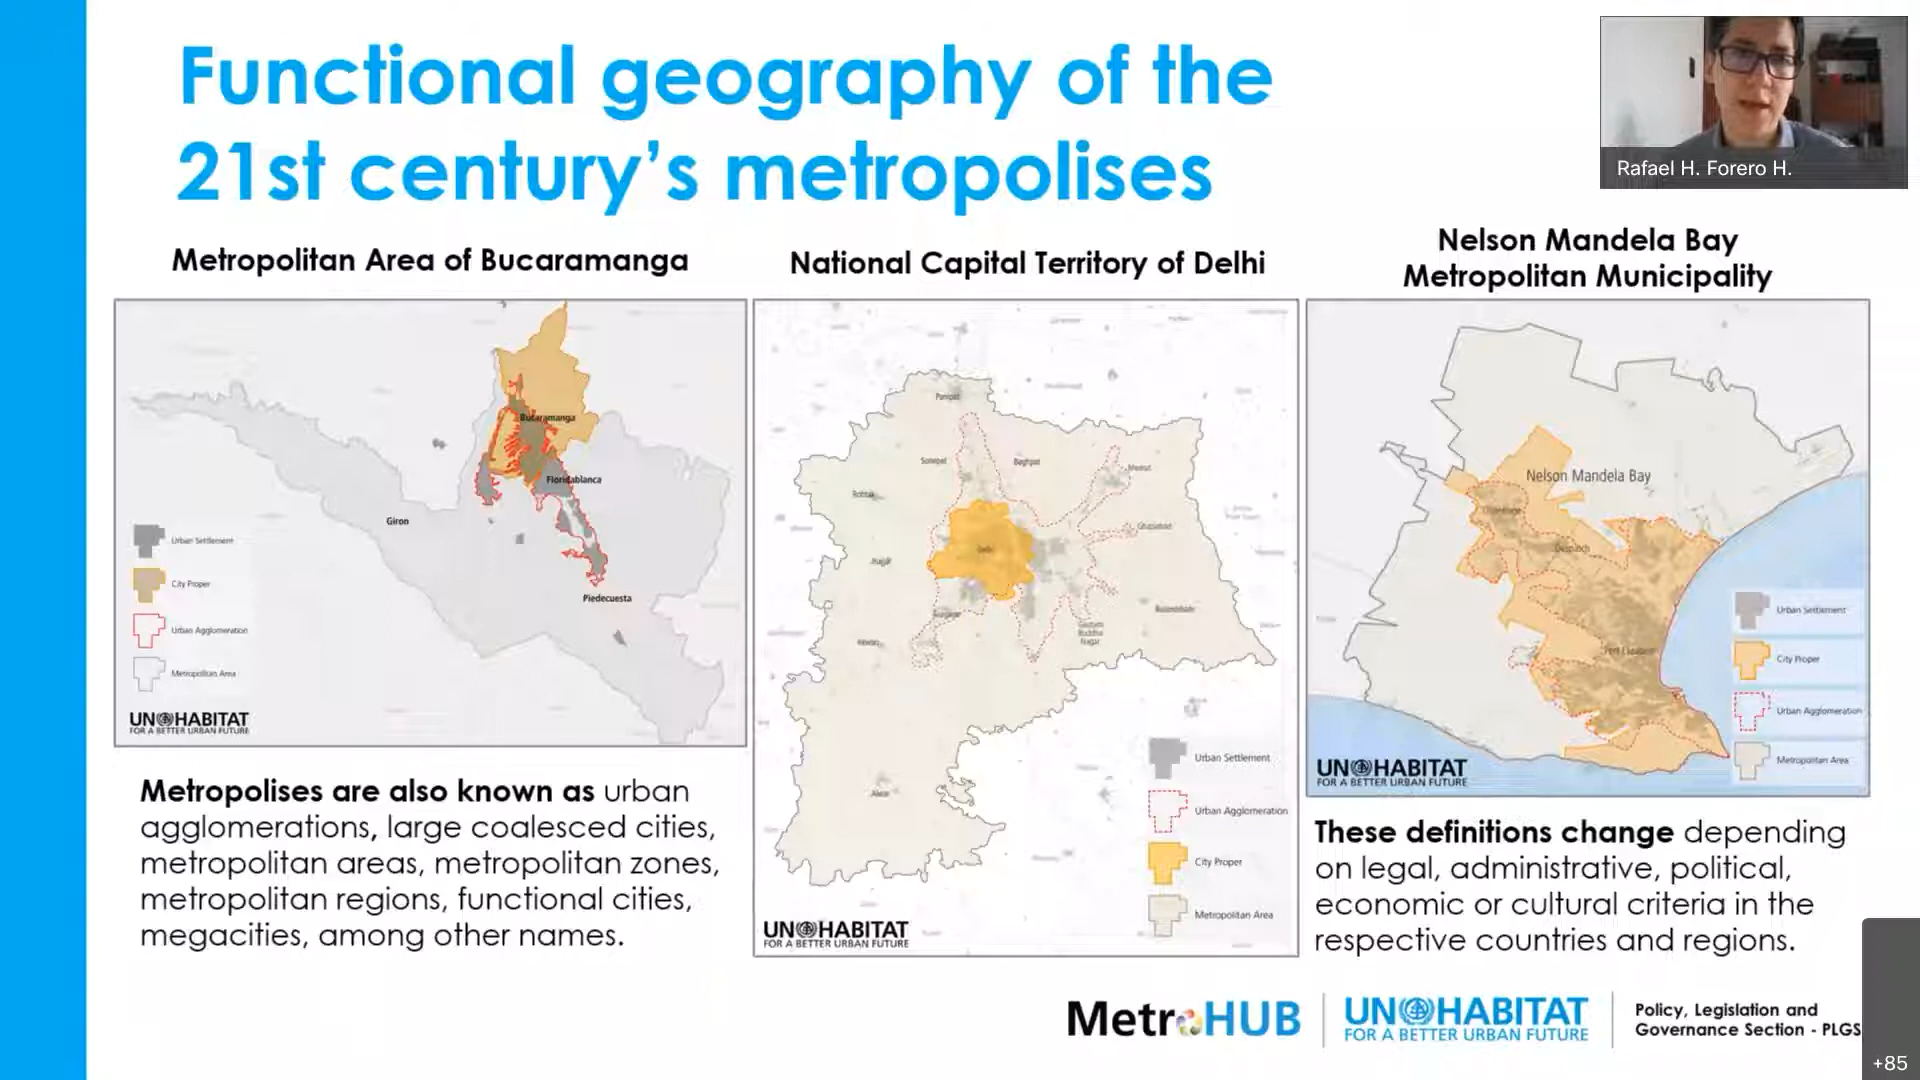 Functional geography of the
21st century's metropolises
Rafael H. Forero H.
Metropolitan Area of Bucaramanga
Bucaramanga
Floridablanca
Giron
Piedecuesta
Urban Settlement
City Proper
Urban Agglomeration
Metropolitan Area
UN HABITAT
FOR A BETTER URBAN FUTURE
Metropolises are also known as urban
agglomerations, large coalesced cities,
metropolitan areas, metropolitan zones,
metropolitan regions, functional cities,
megacities, among other names.
National Capital Territory of Delhi
Panipat
Sonepat
Baghpat
Meerut
Rohtak
Ghaziabad
Delhi
Jhajjar
Gautam
Buddha
Nagar
Bulandshahr
Alwar
Urban Settlement
Urban Agglomeration
City Proper
Metropolitan Area
UN HABITAT
FOR A BETTER URBAN FUTURE
Nelson Mandela Bay
Metropolitan Municipality
Nelson Mandela Bay
Uitenhage
Despatch
Port Elizabeth
Urban Settlement
City Proper
Urban Agglomeration
Metropolitan Area
UN HABITAT
FOR A BETTER URBAN FUTURE
These definitions change depending
on legal, administrative, political,
economic or cultural criteria in the
respective countries and regions.
MetroHUB
UN HABITAT
FOR A BETTER URBAN FUTURE
Policy, Legislation and
Governance Section - PLGS
+85